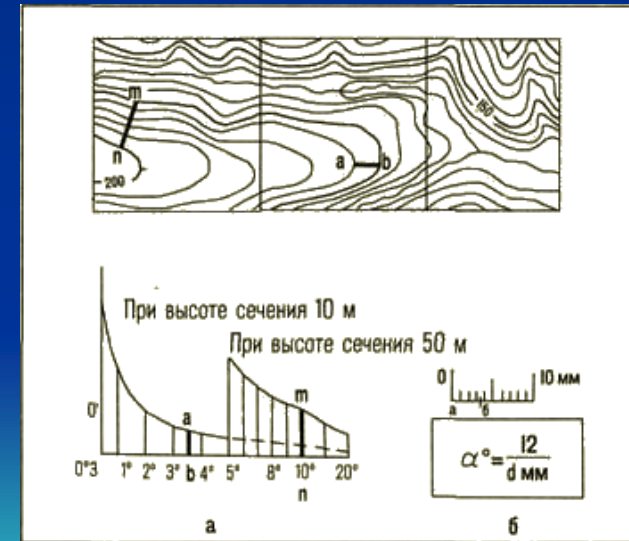 m
n
a b
200
150
При высоте сечения 10 м
При высоте сечения 50 м
0'
a
m
0°3 1° 2° 3° b 4° 5° 8° 10° 20°
n
0 10 мм
а б
α° = 12 / d мм
а б